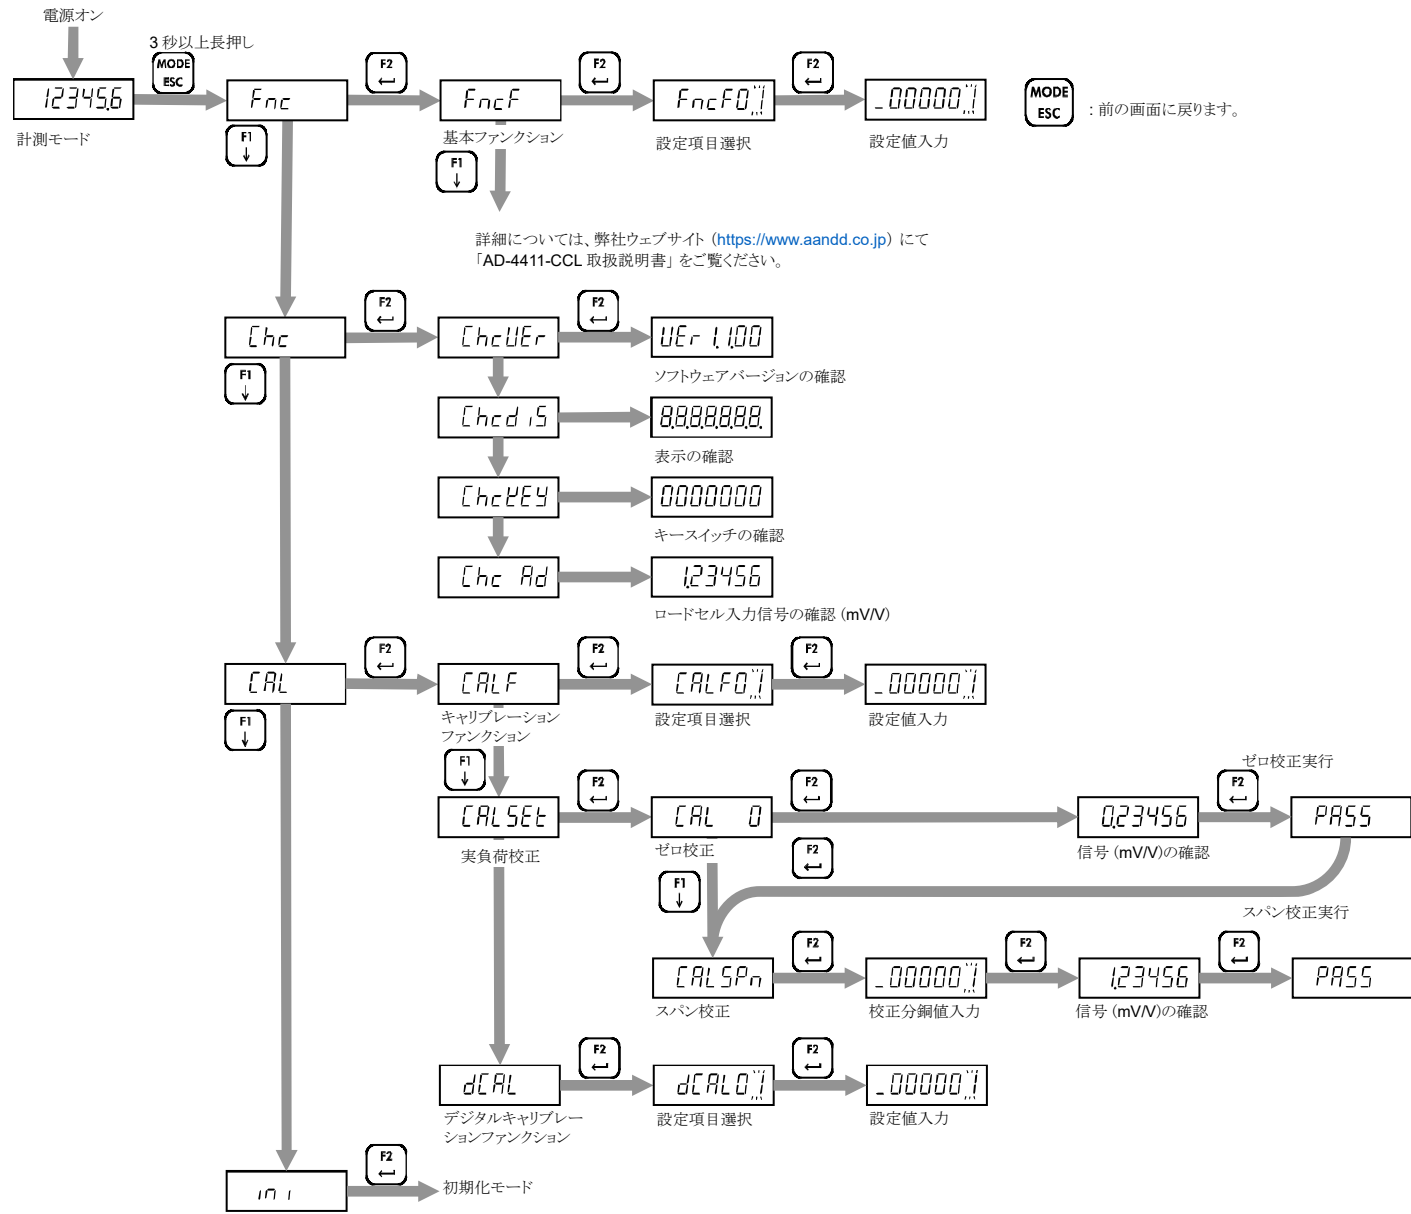 電源オン
3 秒以上長押し
MODE
ESC
F2
F2
F2
12345.6
Fnc
FncF
FncF01
_000001
MODE
ESC
：前の画面に戻ります。
計測モード
F1
基本ファンクション
設定項目選択
設定値入力
F1
詳細については、弊社ウェブサイト（https://www.aandd.co.jp）にて
「AD-4411-CCL 取扱説明書」をご覧ください。
F2
F2
Chc
ChcVEr
VEr 1.1.00
F1
ソフトウェアバージョンの確認
Chcdis
8.8.8.8.8.8.8.
表示の確認
ChcKEY
0000000
キースイッチの確認
Chc Ad
1.23456
ロードセル入力信号の確認（mV/V）
F2
F2
F2
CAL
CALF
CALF01
_000001
F1
キャリブレーション
ファンクション
設定項目選択
設定値入力
F1
ゼロ校正実行
F2
F2
F2
CALSEt
CAL 0
0.23456
PASS
実負荷校正
ゼロ校正
F2
信号（mV/V）の確認
F1
スパン校正実行
F2
F2
F2
CALSPn
_000001
1.23456
PASS
スパン校正
校正分銅値入力
信号（mV/V）の確認
F2
F2
dCAL
dCAL01
_000001
デジタルキャリブレー
ションファンクション
設定項目選択
設定値入力
F2
ini
初期化モード